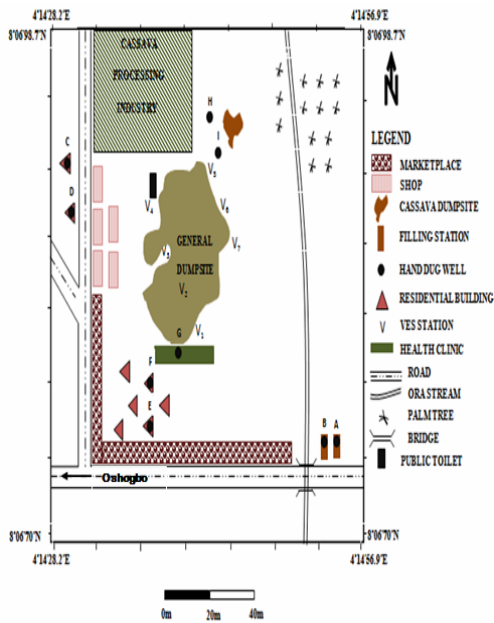 4°14'28.2'E 4°14'56.9'E
8°06'98.7'N 8°06'98.7'N
CASSAVA
PROCESSING
INDUSTRY
H
I
C
D
V5
V4
V6
V7
V3
GENERAL
DUMPSITE
V2
V1
G
F
E
B A
Oshogbo
N
LEGEND
MARKETPLACE
SHOP
CASSAVA DUMPSITE
FILLING STATION
HAND DUG WELL
RESIDENTIAL BUILDING
V VES STATION
HEALTH CLINIC
ROAD
ORA STREAM
PALM TREE
BRIDGE
PUBLIC TOILET
8°06'70'N 8°06'70'N
4°14'28.2'E 4°14'56.9'E
0m 20m 40m